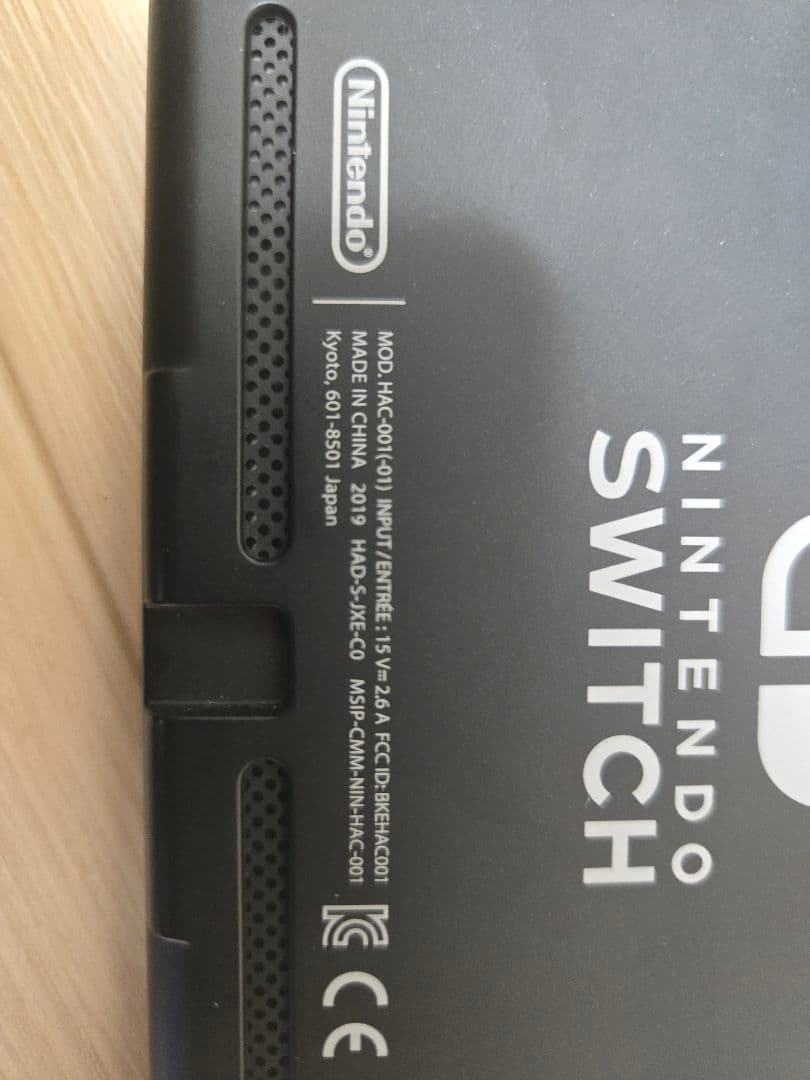 Nintendo®
MOD. HAC-001(-01) INPUT/ENTRÉE : 15 V⎓ 2.6 A FCC ID: BKEHAC001
MADE IN CHINA 2019 HAD-S-JXE-C0 MSIP-CMM-NIN-HAC-001
Kyoto, 601-8501 Japan
CE
NINTENDO
SWITCH